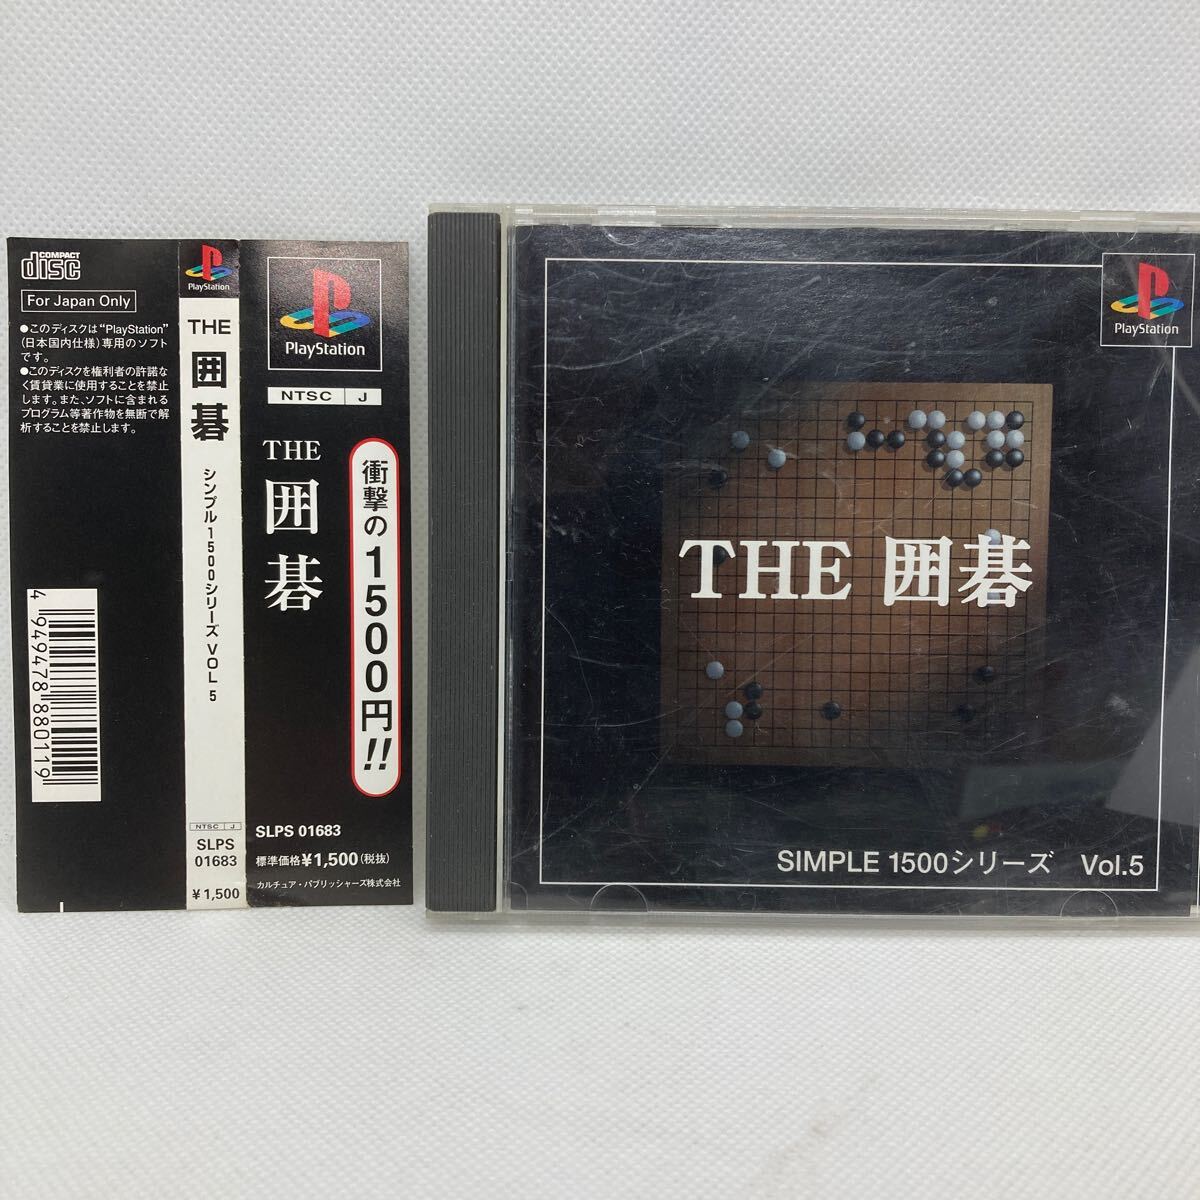 COMPACT
disc
For Japan Only
●このディスクは“PlayStation”
(日本国内仕様)専用のソフト
です。
●このディスクを権利者の許諾な
く賃貸業に使用することを禁止
します。また、ソフトに含まれる
プログラム等著作物を無断で解
析することを禁止します。
4 949478 880119
PlayStation
THE
囲碁
シンプル1500シリーズ VOL 5
NTSC J
SLPS
01683
¥1,500
PlayStation
NTSC J
THE
囲碁
衝撃の1500円!!
SLPS 01683
標準価格¥1,500(税抜)
カルチュア・パブリッシャーズ株式会社
PlayStation
THE 囲碁
SIMPLE 1500シリーズ Vol.5